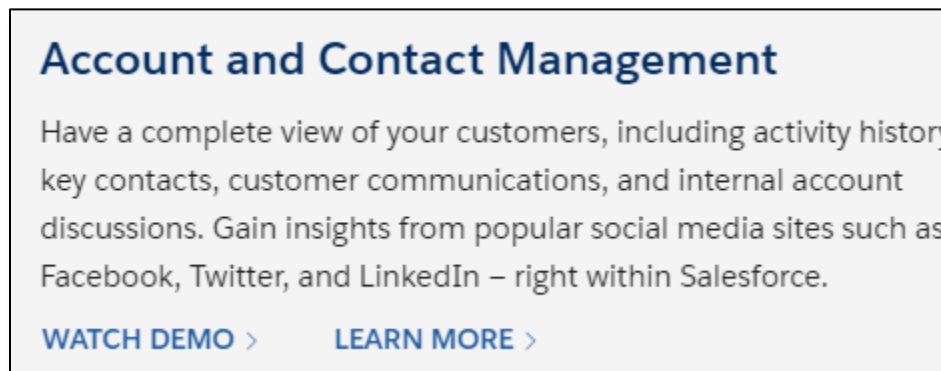 Account and Contact Management
Have a complete view of your customers, including activity history
key contacts, customer communications, and internal account
discussions. Gain insights from popular social media sites such as
Facebook, Twitter, and LinkedIn – right within Salesforce.
WATCH DEMO > LEARN MORE >